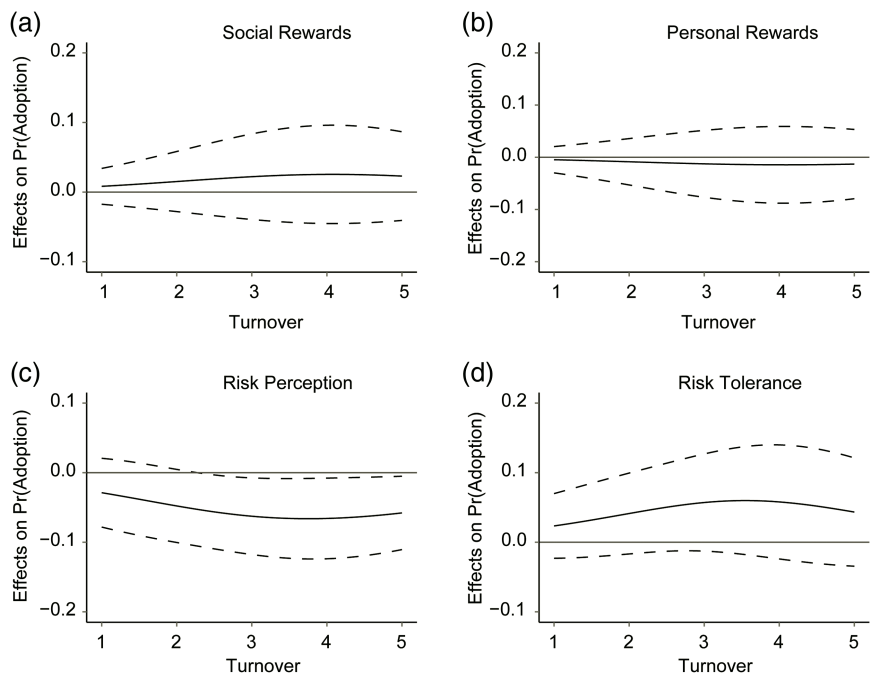 (a)
Social Rewards
Effects on Pr(Adoption)
0.2
0.1
0.0
−0.1
1 2 3 4 5
Turnover
(b)
Personal Rewards
Effects on Pr(Adoption)
0.2
0.1
0.0
−0.1
−0.2
1 2 3 4 5
Turnover
(c)
Risk Perception
Effects on Pr(Adoption)
0.1
0.0
−0.1
−0.2
1 2 3 4 5
Turnover
(d)
Risk Tolerance
Effects on Pr(Adoption)
0.2
0.1
0.0
−0.1
1 2 3 4 5
Turnover